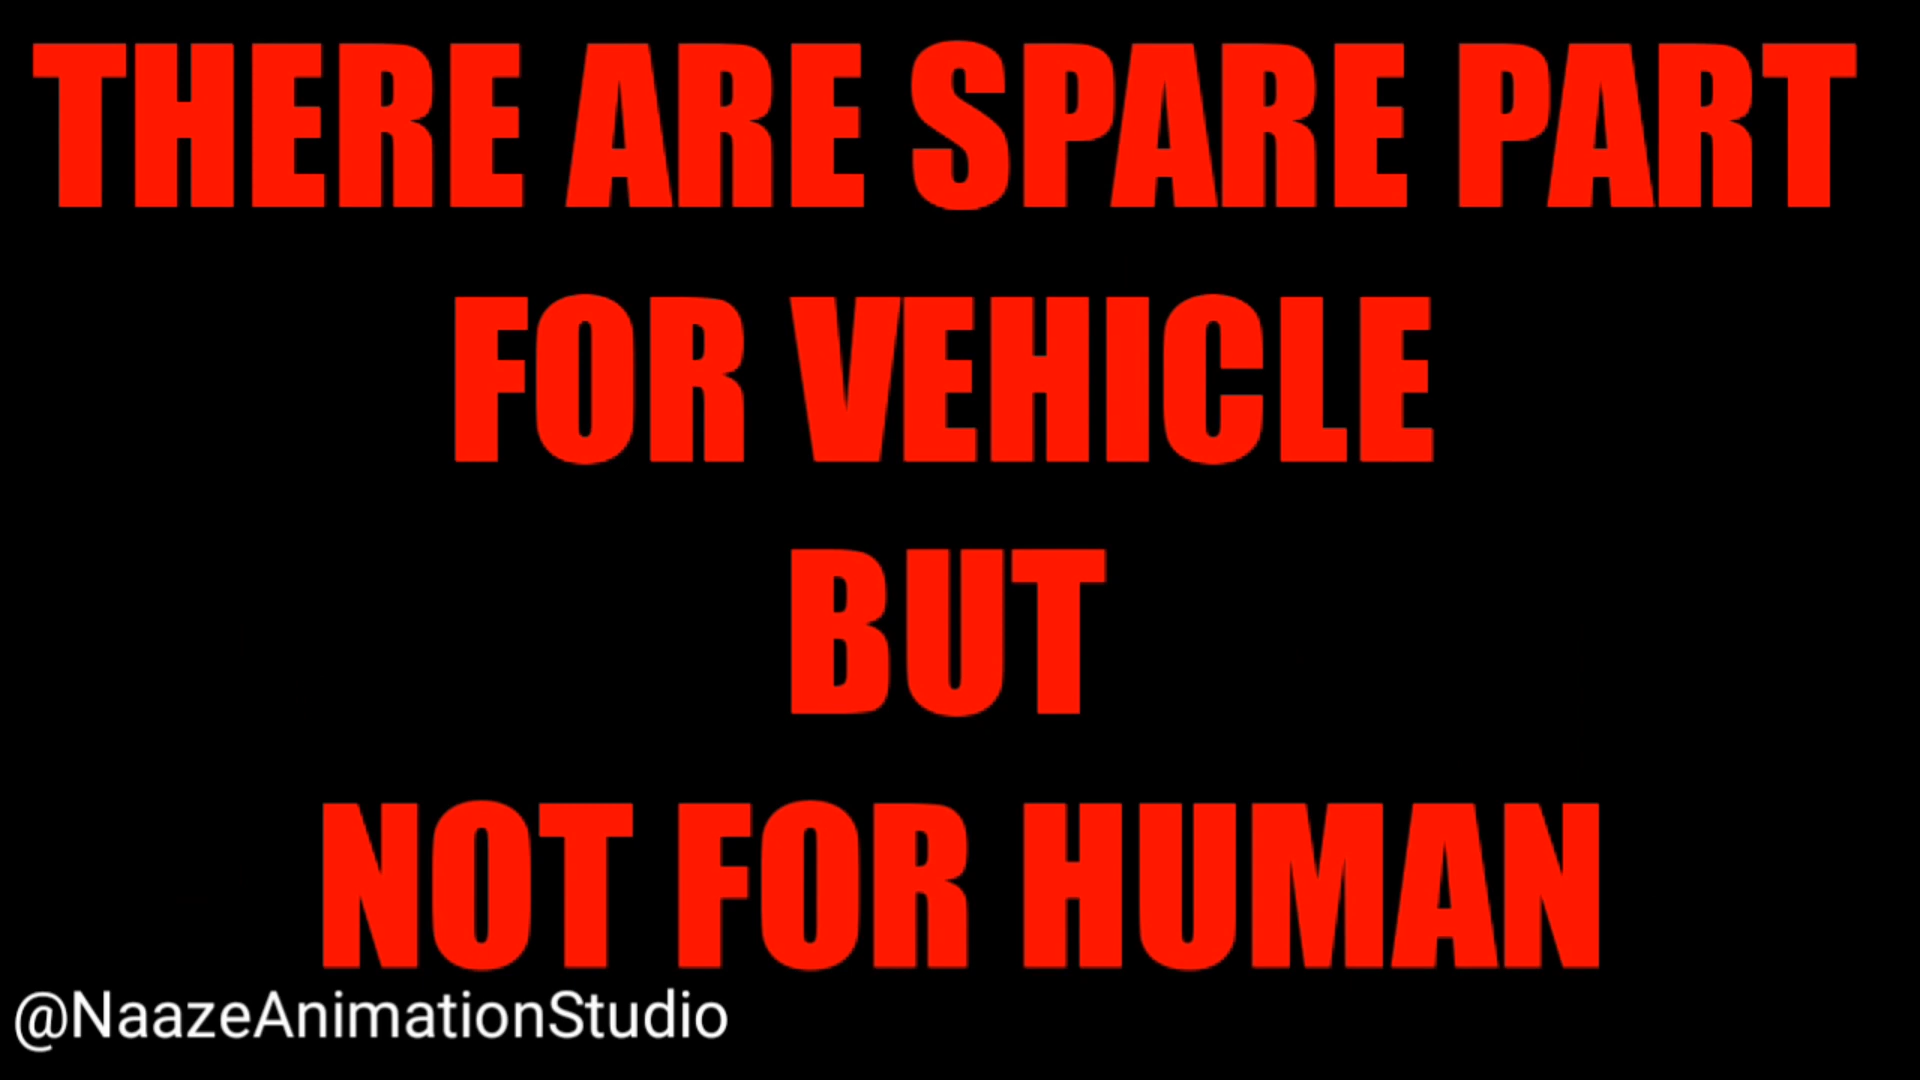 THERE ARE SPARE PART
FOR VEHICLE
BUT
NOT FOR HUMAN
@NaazeAnimationStudio